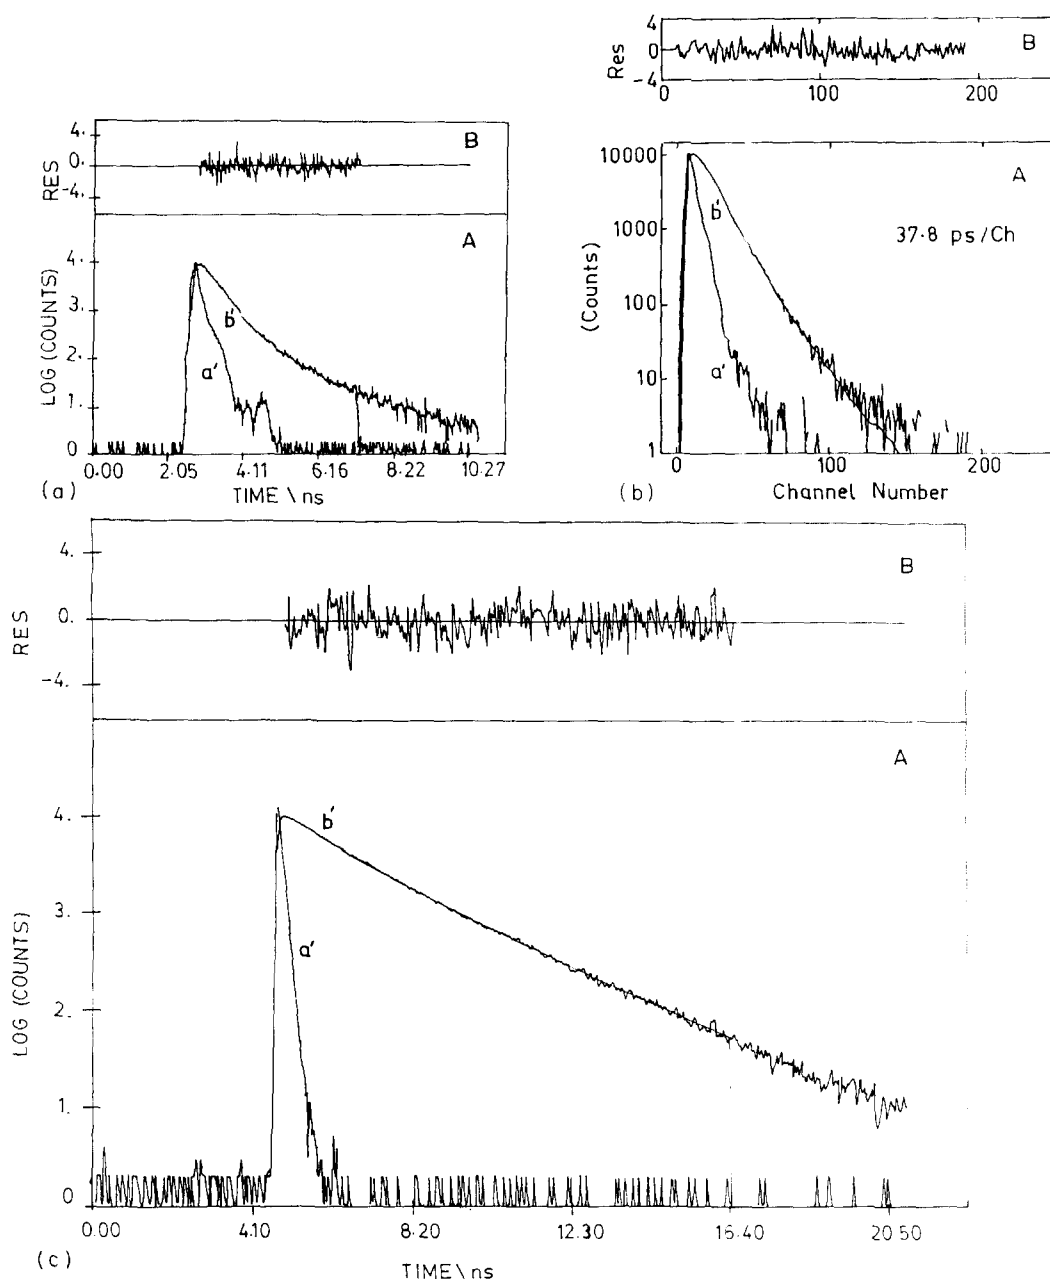 4.
0.
-4.
RES
B
A
4.
3.
2.
1.
0
LOG (COUNTS)
b'
a'
0.00 2.05 4.11 6.16 8.22 10.27
TIME \ ns
(a)
4
0
-4
Res
B
0 100 200
10000
1000
100
10
1
(Counts)
A
37.8 ps/Ch
b'
a'
0 100 200
Channel Number
(b)
4.
0.
-4.
RES
B
A
4.
3.
2.
1.
0
LOG (COUNTS)
b'
a'
0.00 4.10 8.20 12.30 16.40 20.50
TIME \ ns
(c)